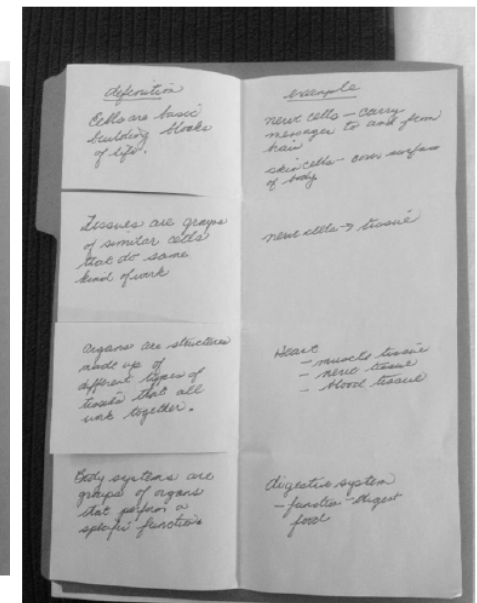 definition
Cells are basic
building blocks
of life.
example
nerve cells – carry
messages to and from
brain
skin cells – cover surface
of body
Tissues are groups
of similar cells
that do same
kind of work
nerve cells → tissue
Organs are structures
made up of
different types of
tissues that all
work together.
Heart
– muscle tissue
– nerve tissue
– blood tissue
Body systems are
groups of organs
that perform a
specific function
digestive system
– function – digest
food